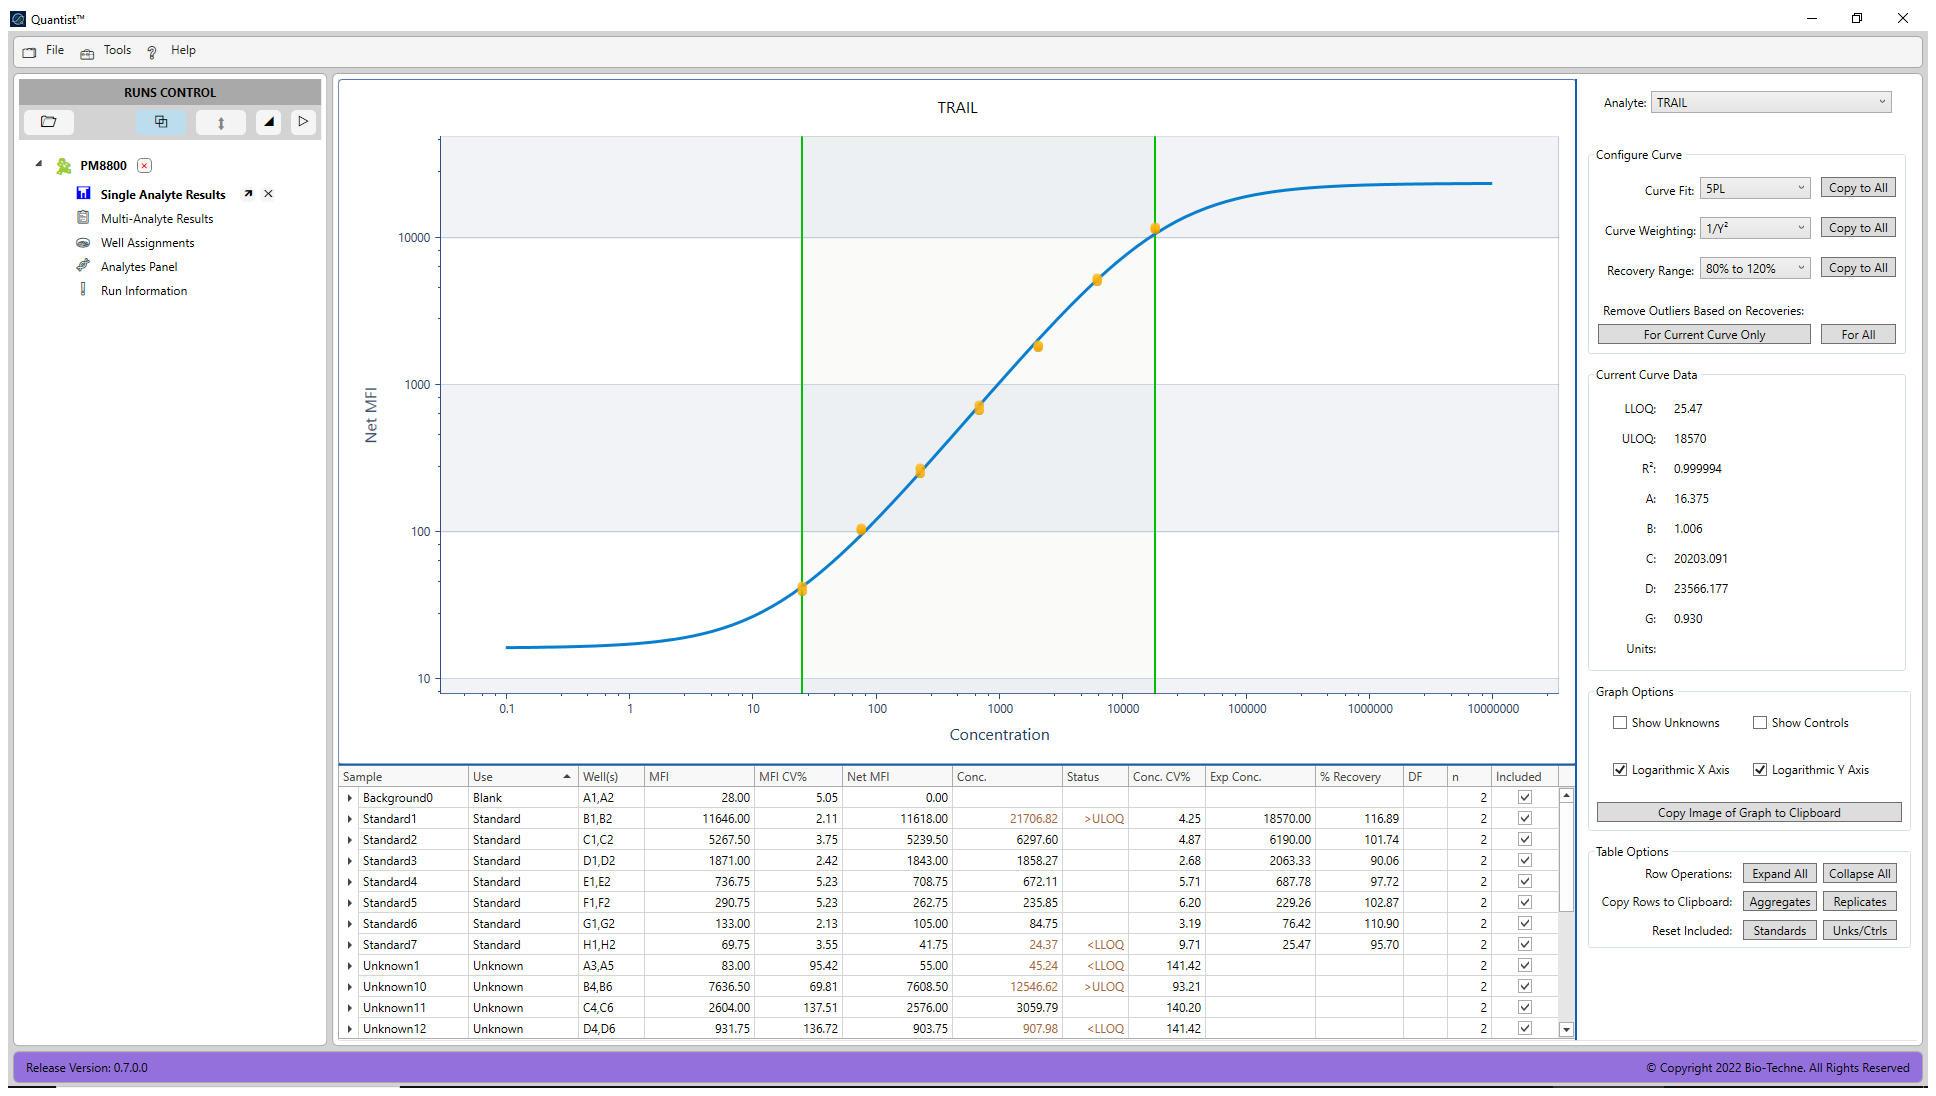 Quantist™
File Tools ? Help
RUNS CONTROL
PM8800
Single Analyte Results
Multi-Analyte Results
Well Assignments
Analytes Panel
Run Information
TRAIL
Net MFI
10000
1000
100
10
0.1 1 10 100 1000 10000 100000 1000000 10000000
Concentration
Sample Use Well(s) MFI MFI CV% Net MFI Conc. Status Conc. CV% Exp Conc. % Recovery DF n Included
Background0 Blank A1,A2 28.00 5.05 0.00 2
Standard1 Standard B1,B2 11646.00 2.11 11618.00 21706.82 >ULOQ 4.25 18570.00 116.89 2
Standard2 Standard C1,C2 5267.50 3.75 5239.50 6297.60 4.87 6190.00 101.74 2
Standard3 Standard D1,D2 1871.00 2.42 1843.00 1858.27 2.68 2063.33 90.06 2
Standard4 Standard E1,E2 736.75 5.23 708.75 672.11 5.71 687.78 97.72 2
Standard5 Standard F1,F2 290.75 5.23 262.75 235.85 6.20 229.26 102.87 2
Standard6 Standard G1,G2 133.00 2.13 105.00 84.75 3.19 76.42 110.90 2
Standard7 Standard H1,H2 69.75 3.55 41.75 24.37 <LLOQ 9.71 25.47 95.70 2
Unknown1 Unknown A3,A5 83.00 95.42 55.00 45.24 <LLOQ 141.42 2
Unknown10 Unknown B4,B6 7636.50 69.81 7608.50 12546.62 >ULOQ 93.21 2
Unknown11 Unknown C4,C6 2604.00 137.51 2576.00 3059.79 140.20 2
Unknown12 Unknown D4,D6 931.75 136.72 903.75 907.98 <LLOQ 141.42 2
Analyte: TRAIL
Configure Curve
Curve Fit: 5PL Copy to All
Curve Weighting: 1/Y² Copy to All
Recovery Range: 80% to 120% Copy to All
Remove Outliers Based on Recoveries:
For Current Curve Only For All
Current Curve Data
LLOQ: 25.47
ULOQ: 18570
R²: 0.999994
A: 16.375
B: 1.006
C: 20203.091
D: 23566.177
G: 0.930
Units:
Graph Options
Show Unknowns Show Controls
Logarithmic X Axis Logarithmic Y Axis
Copy Image of Graph to Clipboard
Table Options
Row Operations: Expand All Collapse All
Copy Rows to Clipboard: Aggregates Replicates
Reset Included: Standards Unks/Ctrls
Release Version: 0.7.0.0
© Copyright 2022 Bio-Techne. All Rights Reserved